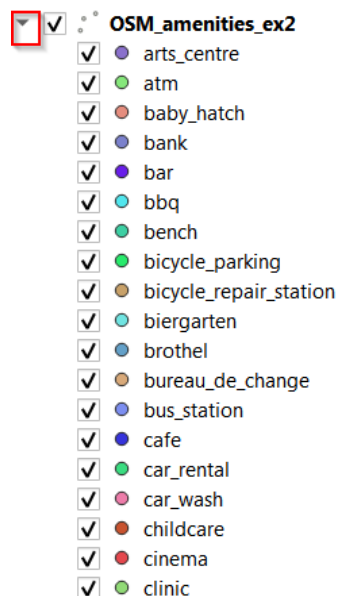 OSM_amenities_ex2
arts_centre
atm
baby_hatch
bank
bar
bbq
bench
bicycle_parking
bicycle_repair_station
biergarten
brothel
bureau_de_change
bus_station
cafe
car_rental
car_wash
childcare
cinema
clinic